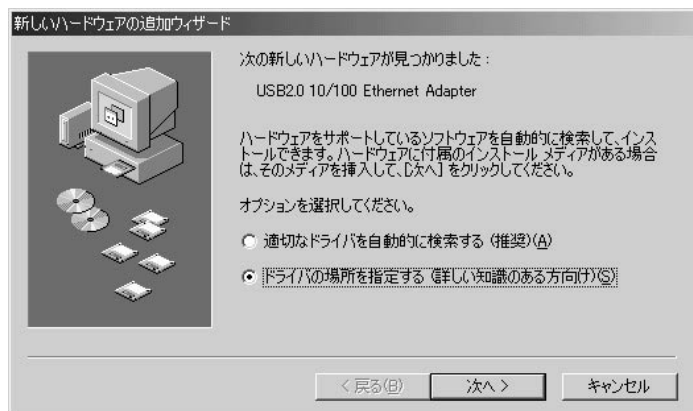 新しいハードウェアの追加ウィザード
次の新しいハードウェアが見つかりました:
USB2.0 10/100 Ethernet Adapter
ハードウェアをサポートしているソフトウェアを自動的に検索して、インス
トールできます。ハードウェアに付属のインストール メディアがある場合
は、そのメディアを挿入して、[次へ] をクリックしてください。
オプションを選択してください。
適切なドライバを自動的に検索する (推奨)(A)
ドライバの場所を指定する (詳しい知識のある方向け)(S)
< 戻る(B)
次へ >
キャンセル